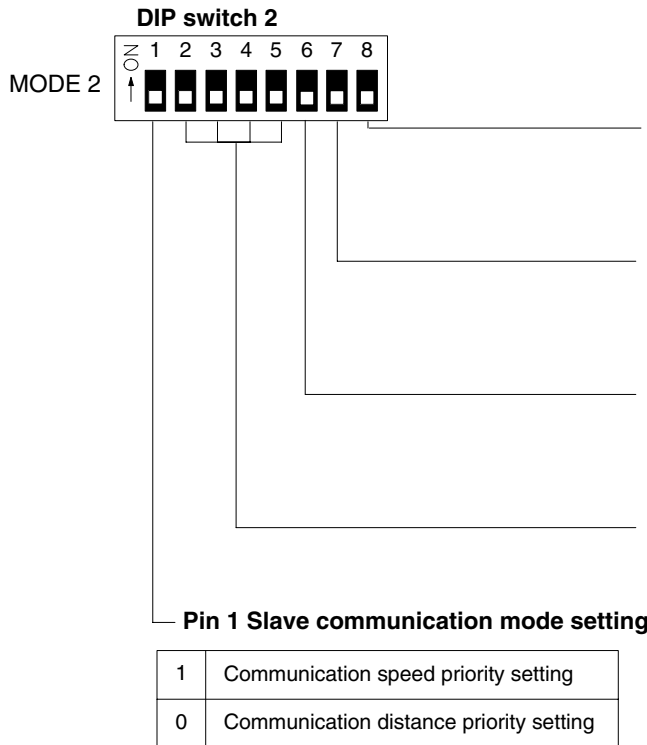 DIP switch 2
ON 1 2 3 4 5 6 7 8
MODE 2
Pin 1 Slave communication mode setting
1 Communication speed priority setting
0 Communication distance priority setting